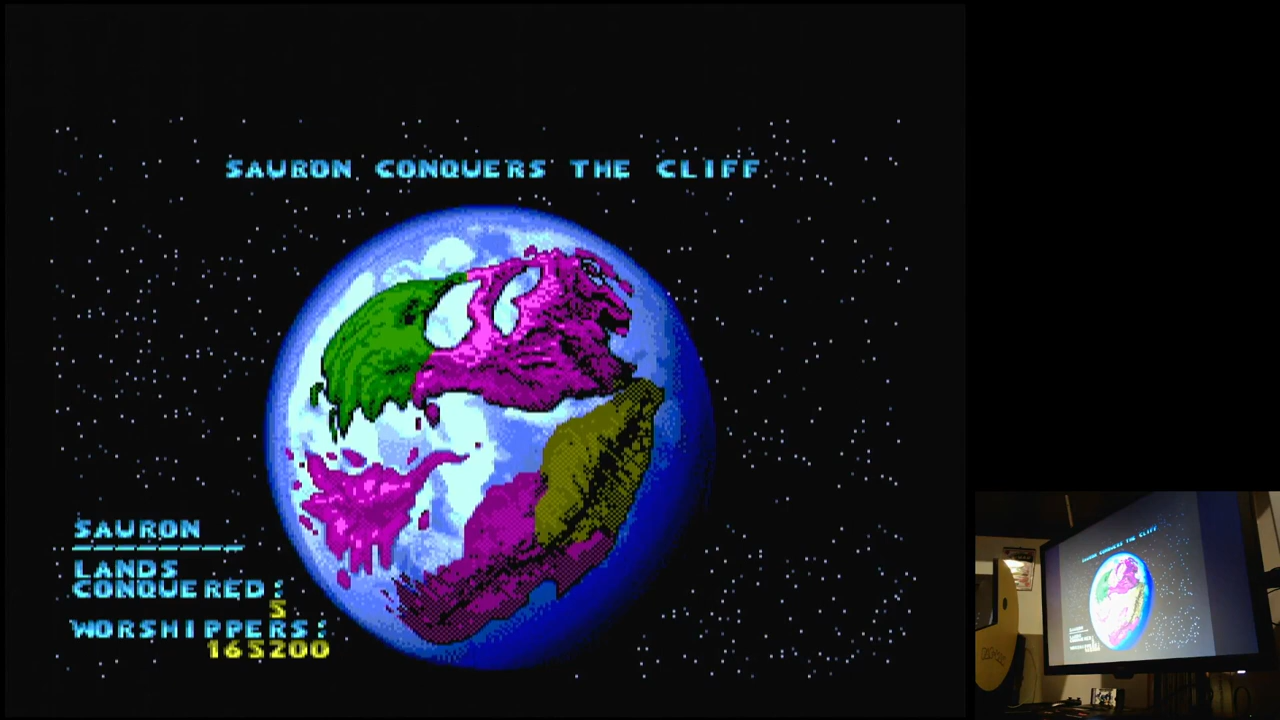 SAURON CONQUERS THE CLIFF
SAURON
LANDS
CONQUERED:
5
WORSHIPPERS:
165200